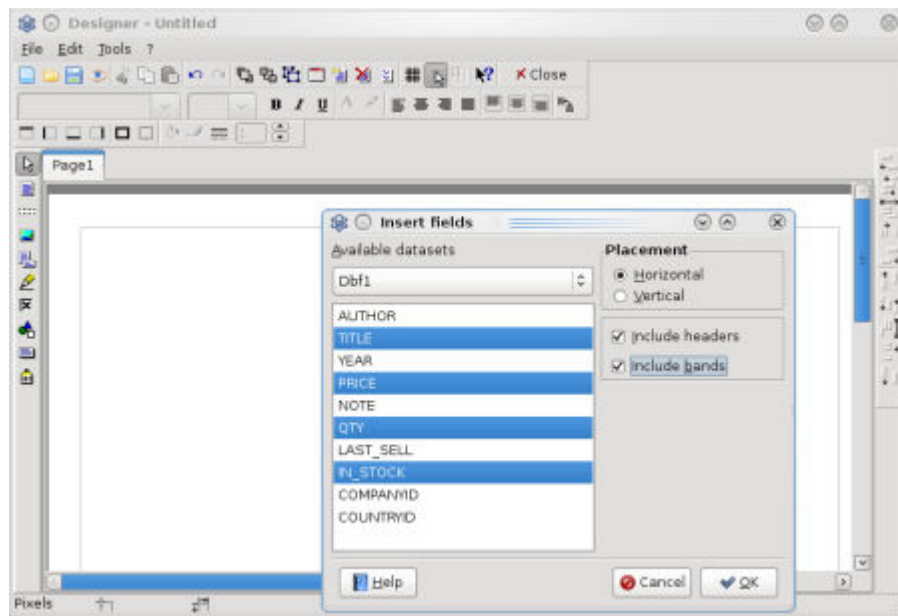 Designer - Untitled
File Edit Tools ?
Close
B I U
Page1
Insert fields
Available datasets
Dbf1
AUTHOR
TITLE
YEAR
PRICE
NOTE
QTY
LAST_SELL
IN_STOCK
COMPANYID
COUNTRYID
Placement
Horizontal
Vertical
Include headers
Include bands
Help
Cancel
OK
Pixels